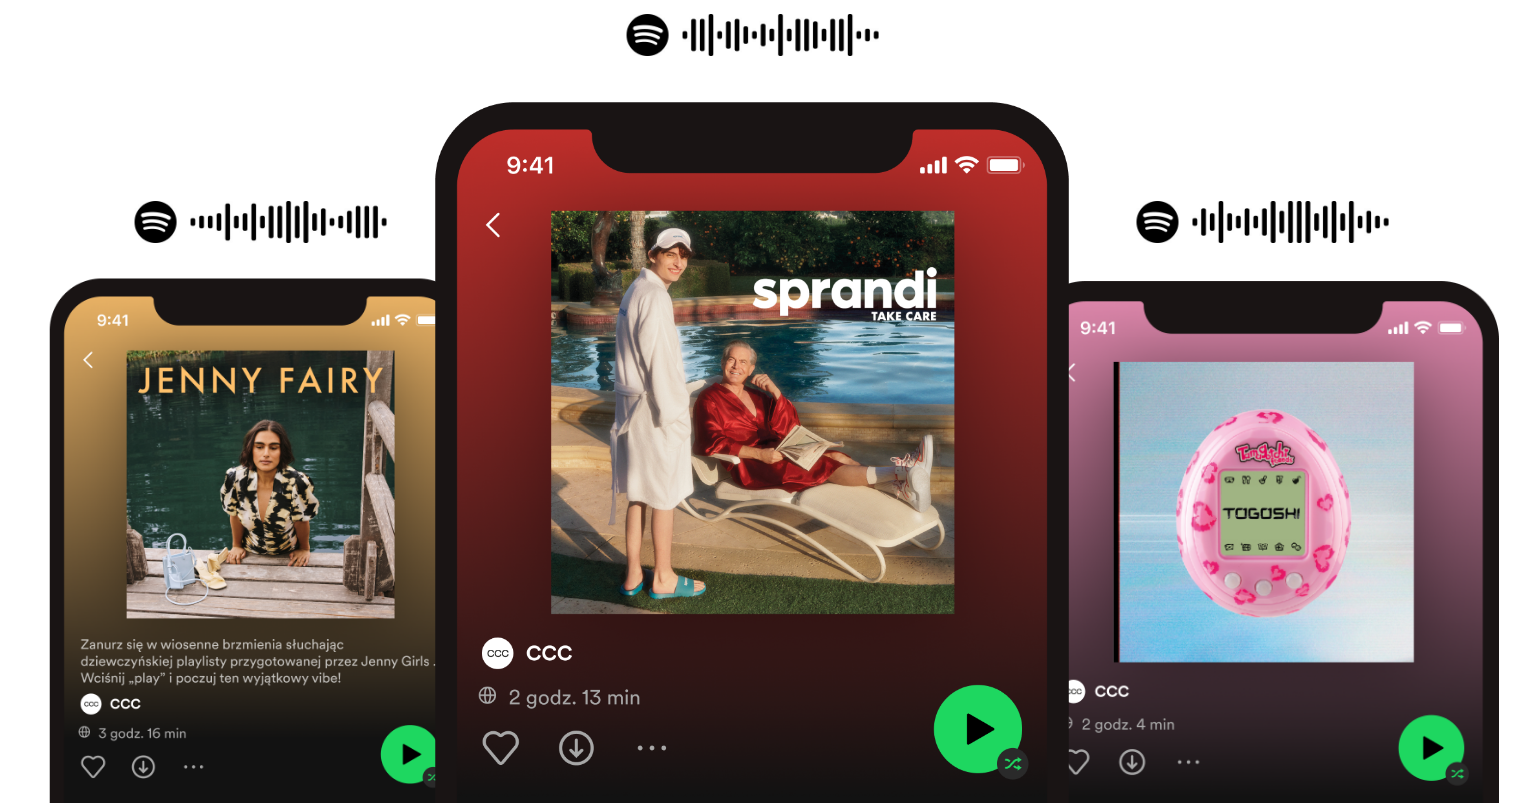 9:41
JENNY FAIRY
Zanurz się w wiosenne brzmienia słuchając
dziewczyńskiej playlisty przygotowanej przez Jenny Girls .
Wciśnij „play” i poczuj ten wyjątkowy vibe!
CCC CCC
3 godz. 16 min
9:41
sprandi
TAKE CARE
CCC CCC
2 godz. 13 min
9:41
Tamagotchi
friends
TOGOSHI
CCC CCC
2 godz. 4 min